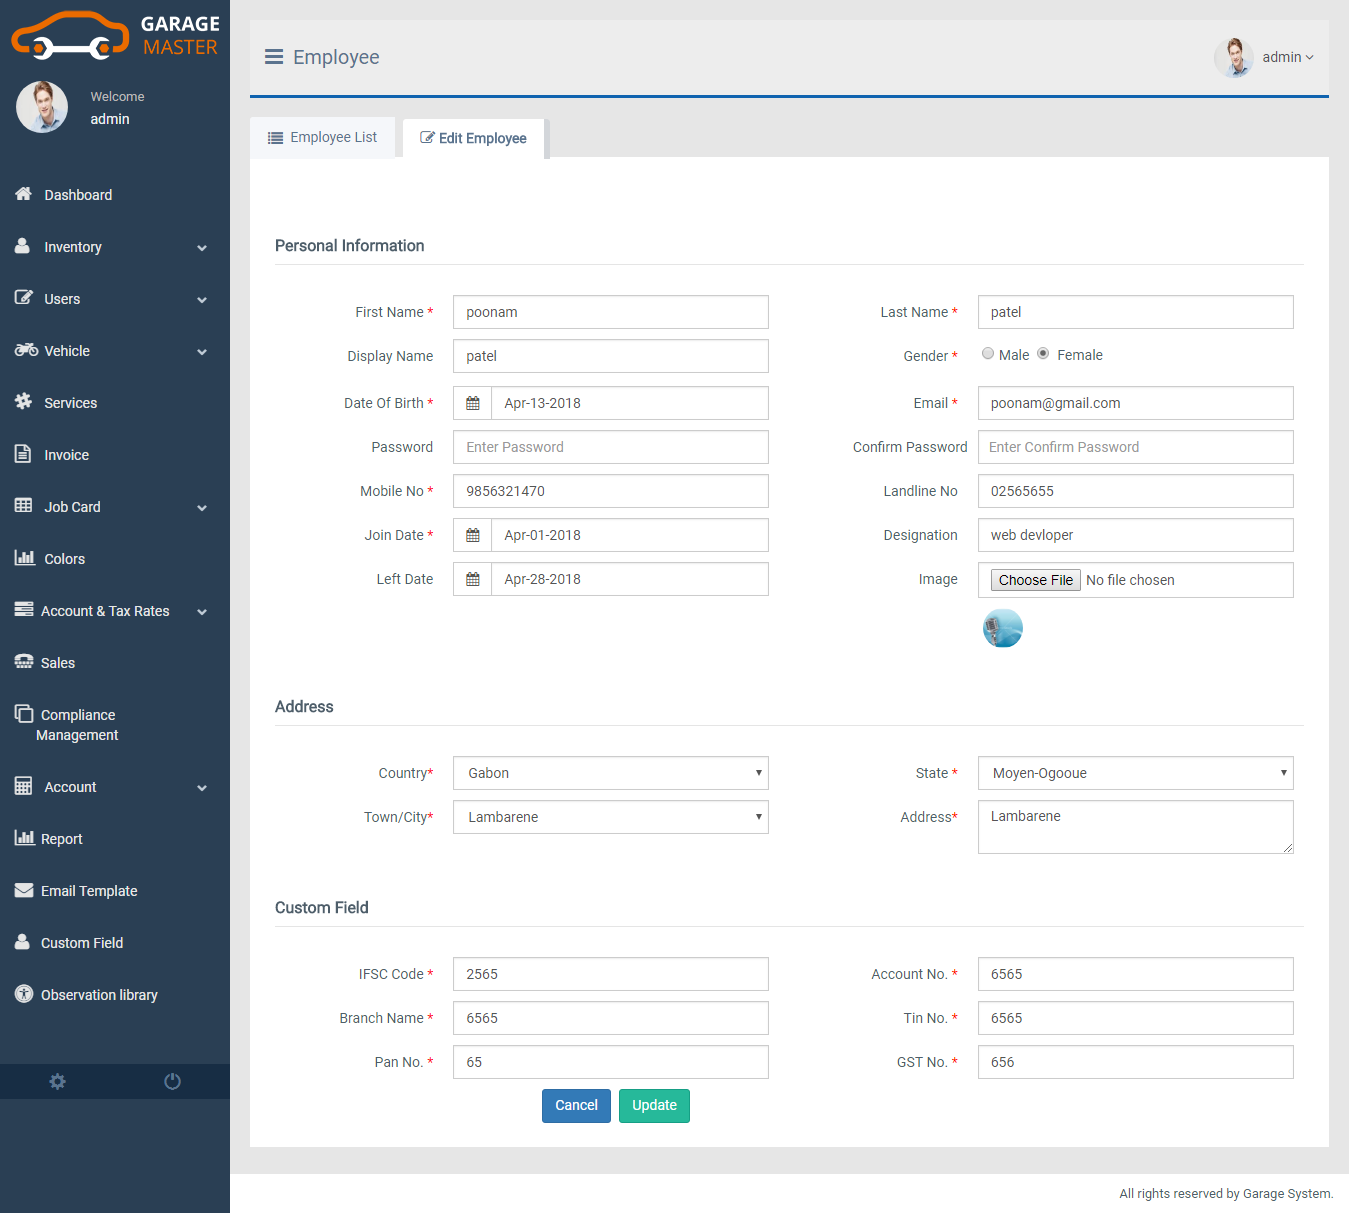 GARAGE
MASTER
Welcome
admin
Dashboard
Inventory
Users
Vehicle
Services
Invoice
Job Card
Colors
Account & Tax Rates
Sales
Compliance
Management
Account
Report
Email Template
Custom Field
Observation library
Employee
admin
Employee List
Edit Employee
Personal Information
First Name * poonam
Last Name * patel
Display Name patel
Gender * Male Female
Date Of Birth * Apr-13-2018
Email * poonam@gmail.com
Password Enter Password
Confirm Password Enter Confirm Password
Mobile No * 9856321470
Landline No 02565655
Join Date * Apr-01-2018
Designation web devloper
Left Date Apr-28-2018
Image Choose File No file chosen
Address
Country* Gabon
State * Moyen-Ogooue
Town/City* Lambarene
Address* Lambarene
Custom Field
IFSC Code * 2565
Account No. * 6565
Branch Name * 6565
Tin No. * 6565
Pan No. * 65
GST No. * 656
Cancel Update
All rights reserved by Garage System.